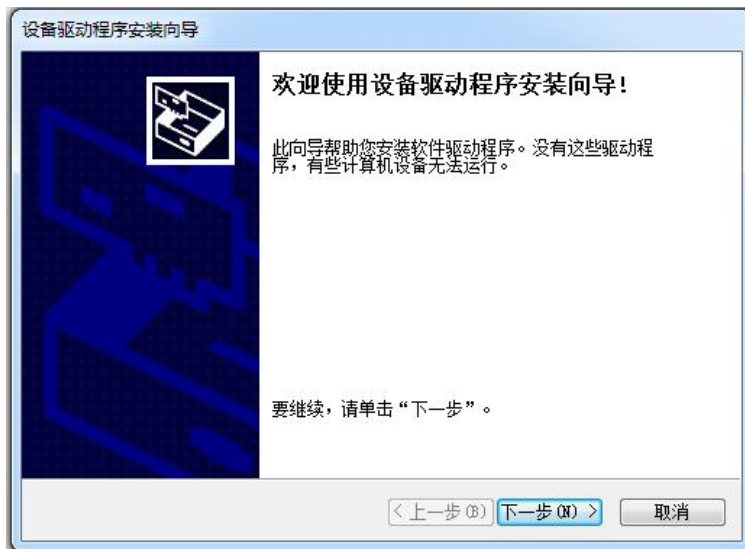 设备驱动程序安装向导
欢迎使用设备驱动程序安装向导!
此向导帮助您安装软件驱动程序。没有这些驱动程
序，有些计算机设备无法运行。
要继续，请单击“下一步”。
< 上一步(B) 下一步(N) > 取消